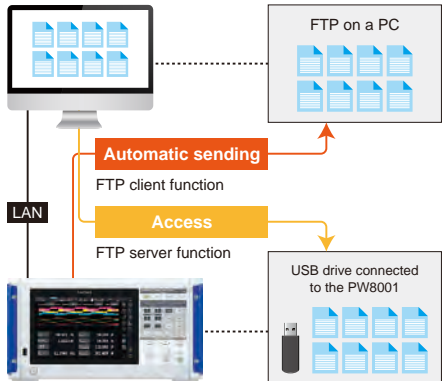 FTP on a PC
Automatic sending
FTP client function
LAN
Access
FTP server function
USB drive connected
to the PW8001